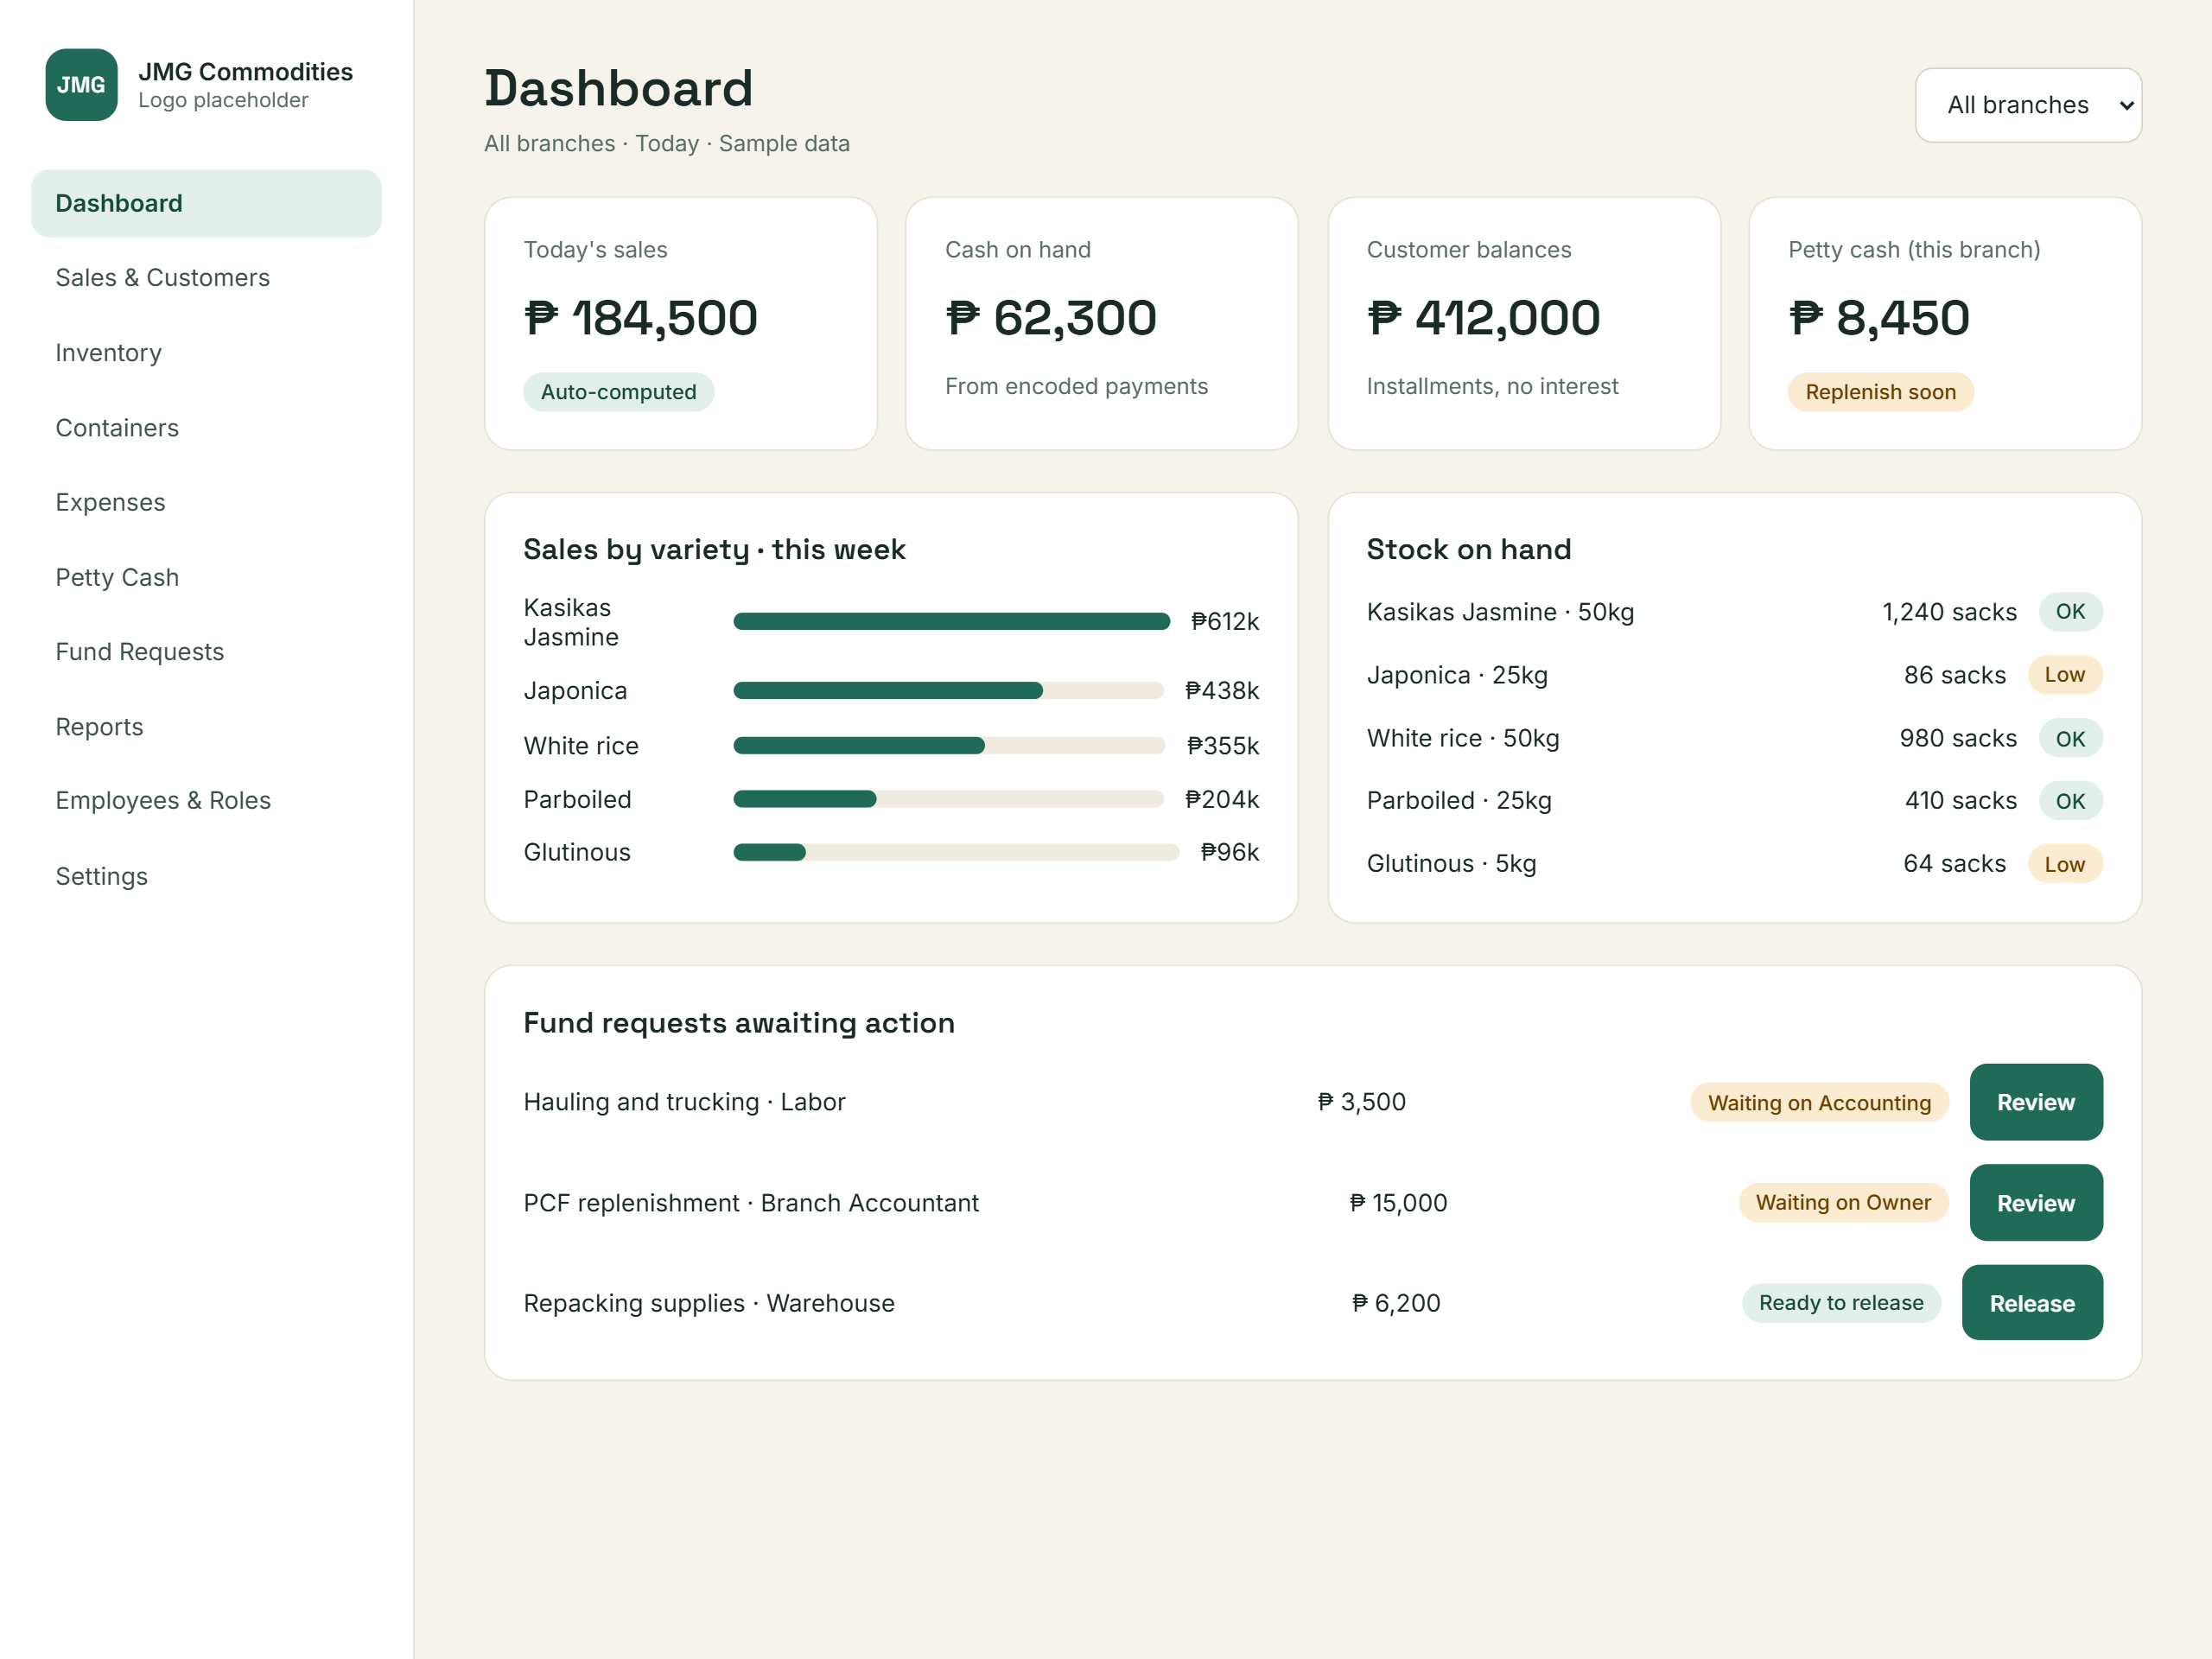 JMG
JMG Commodities
Logo placeholder
Dashboard
Sales & Customers
Inventory
Containers
Expenses
Petty Cash
Fund Requests
Reports
Employees & Roles
Settings
Dashboard
All branches · Today · Sample data
All branches
Today's sales
₱ 184,500
Auto-computed
Cash on hand
₱ 62,300
From encoded payments
Customer balances
₱ 412,000
Installments, no interest
Petty cash (this branch)
₱ 8,450
Replenish soon
Sales by variety · this week
Kasikas
Jasmine
₱612k
Japonica ₱438k
White rice ₱355k
Parboiled ₱204k
Glutinous ₱96k
Stock on hand
Kasikas Jasmine · 50kg 1,240 sacks OK
Japonica · 25kg 86 sacks Low
White rice · 50kg 980 sacks OK
Parboiled · 25kg 410 sacks OK
Glutinous · 5kg 64 sacks Low
Fund requests awaiting action
Hauling and trucking · Labor ₱ 3,500 Waiting on Accounting Review
PCF replenishment · Branch Accountant ₱ 15,000 Waiting on Owner Review
Repacking supplies · Warehouse ₱ 6,200 Ready to release Release